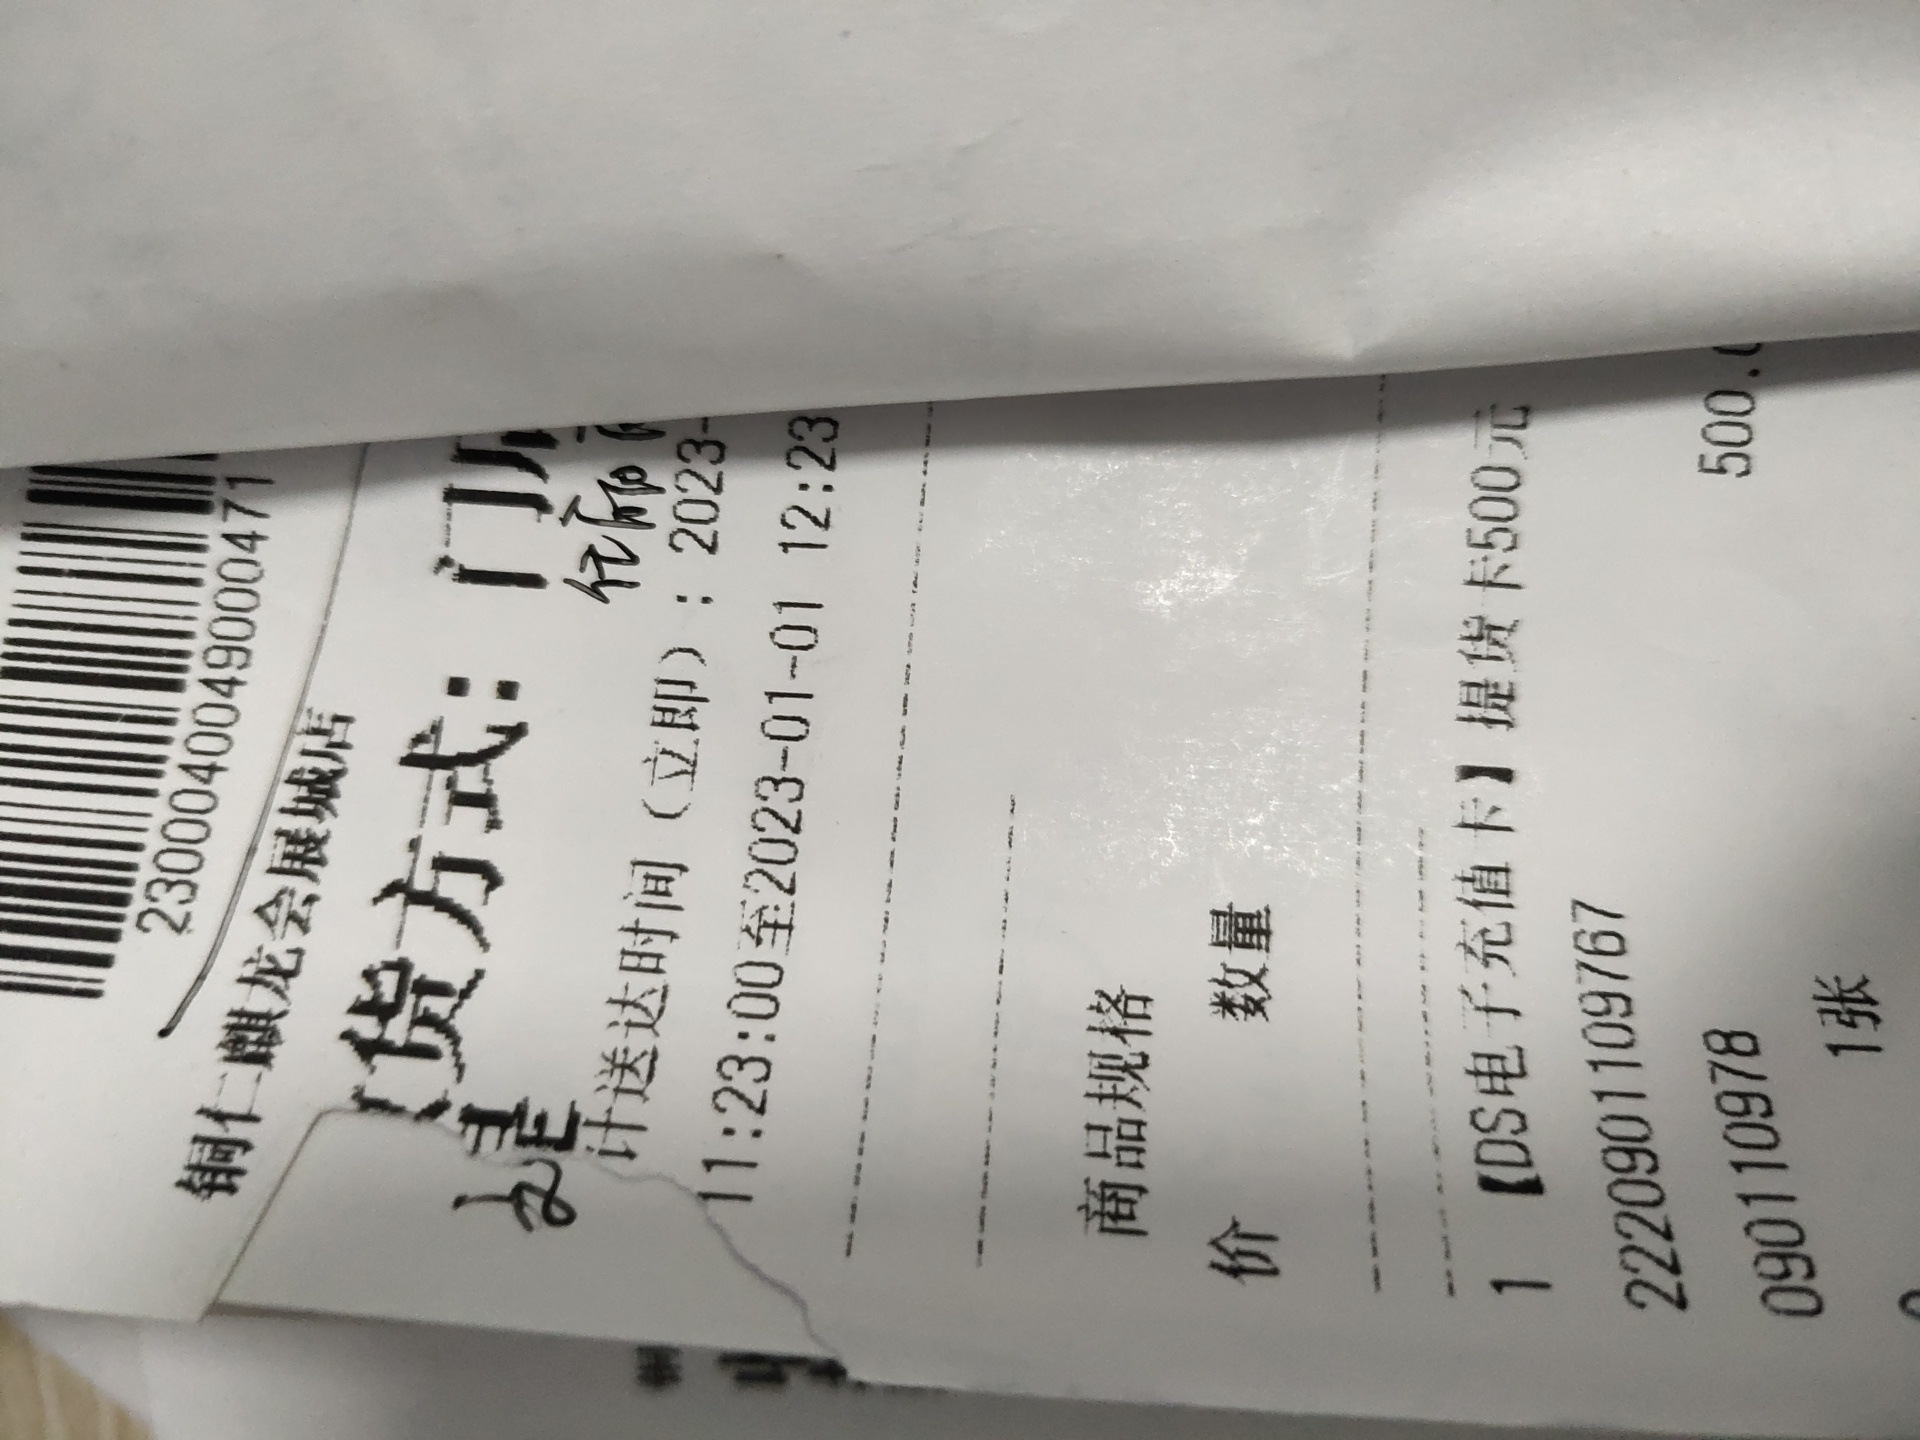 2300040049000471
铜仁麒龙会展城店
货方式：门
计送达时间（立即）：2023-
11:23:00至2023-01-01 12:23
商品规格
价 数量
1 【DS电子充值卡】提货卡500元
2220901109767
090110978
1张 500.